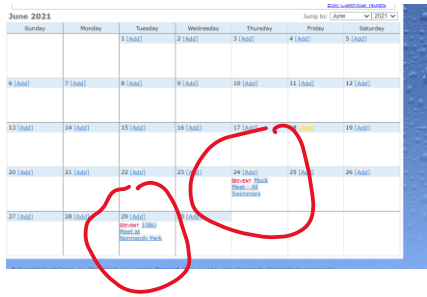 Edit Calendar Notes
June 2021 Jump to: June 2021
Sunday Monday Tuesday Wednesday Thursday Friday Saturday
1 [Add] 2 [Add] 3 [Add] 4 [Add] 5 [Add]
6 [Add] 7 [Add] 8 [Add] 9 [Add] 10 [Add] 11 [Add] 12 [Add]
13 [Add] 14 [Add] 15 [Add] 16 [Add] 17 [Add] 18 [Add] 19 [Add]
20 [Add] 21 [Add] 22 [Add] 23 [Add] 24 [Add] 25 [Add] 26 [Add]
EVENT Mock
Meet - All
Swimmers
27 [Add] 28 [Add] 29 [Add] 30 [Add]
EVENT 10&U
Meet at
Normandy Park